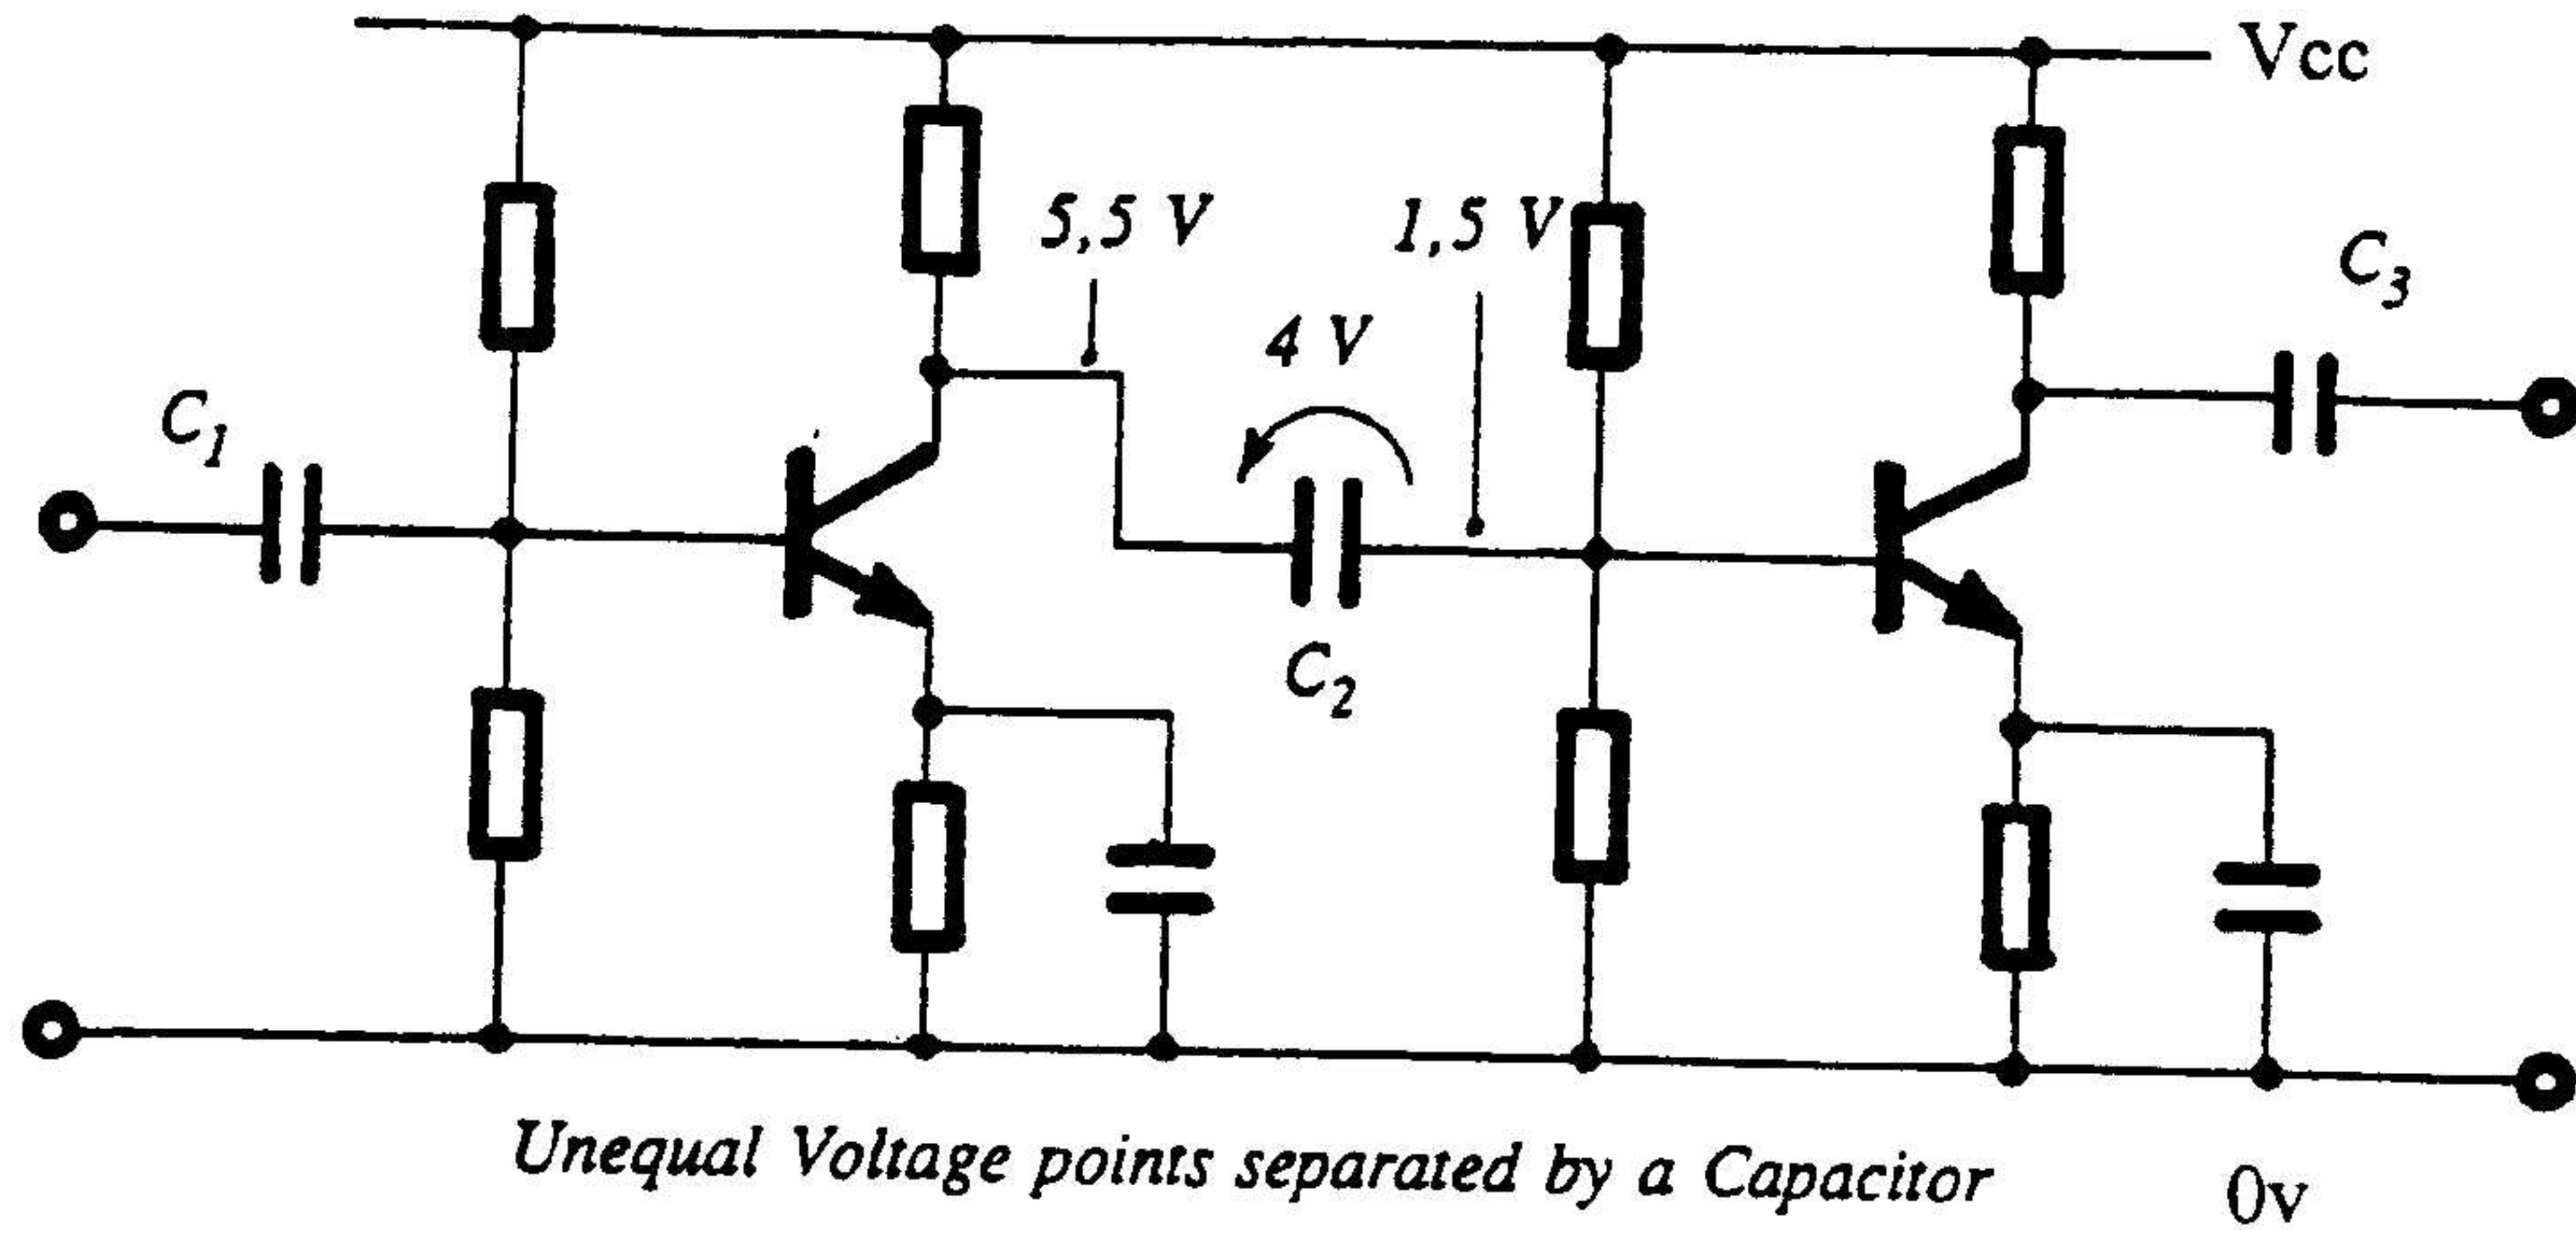 Vcc
5,5 V
1,5 V
4 V
C3
C1
C2
Unequal Voltage points separated by a Capacitor
0v